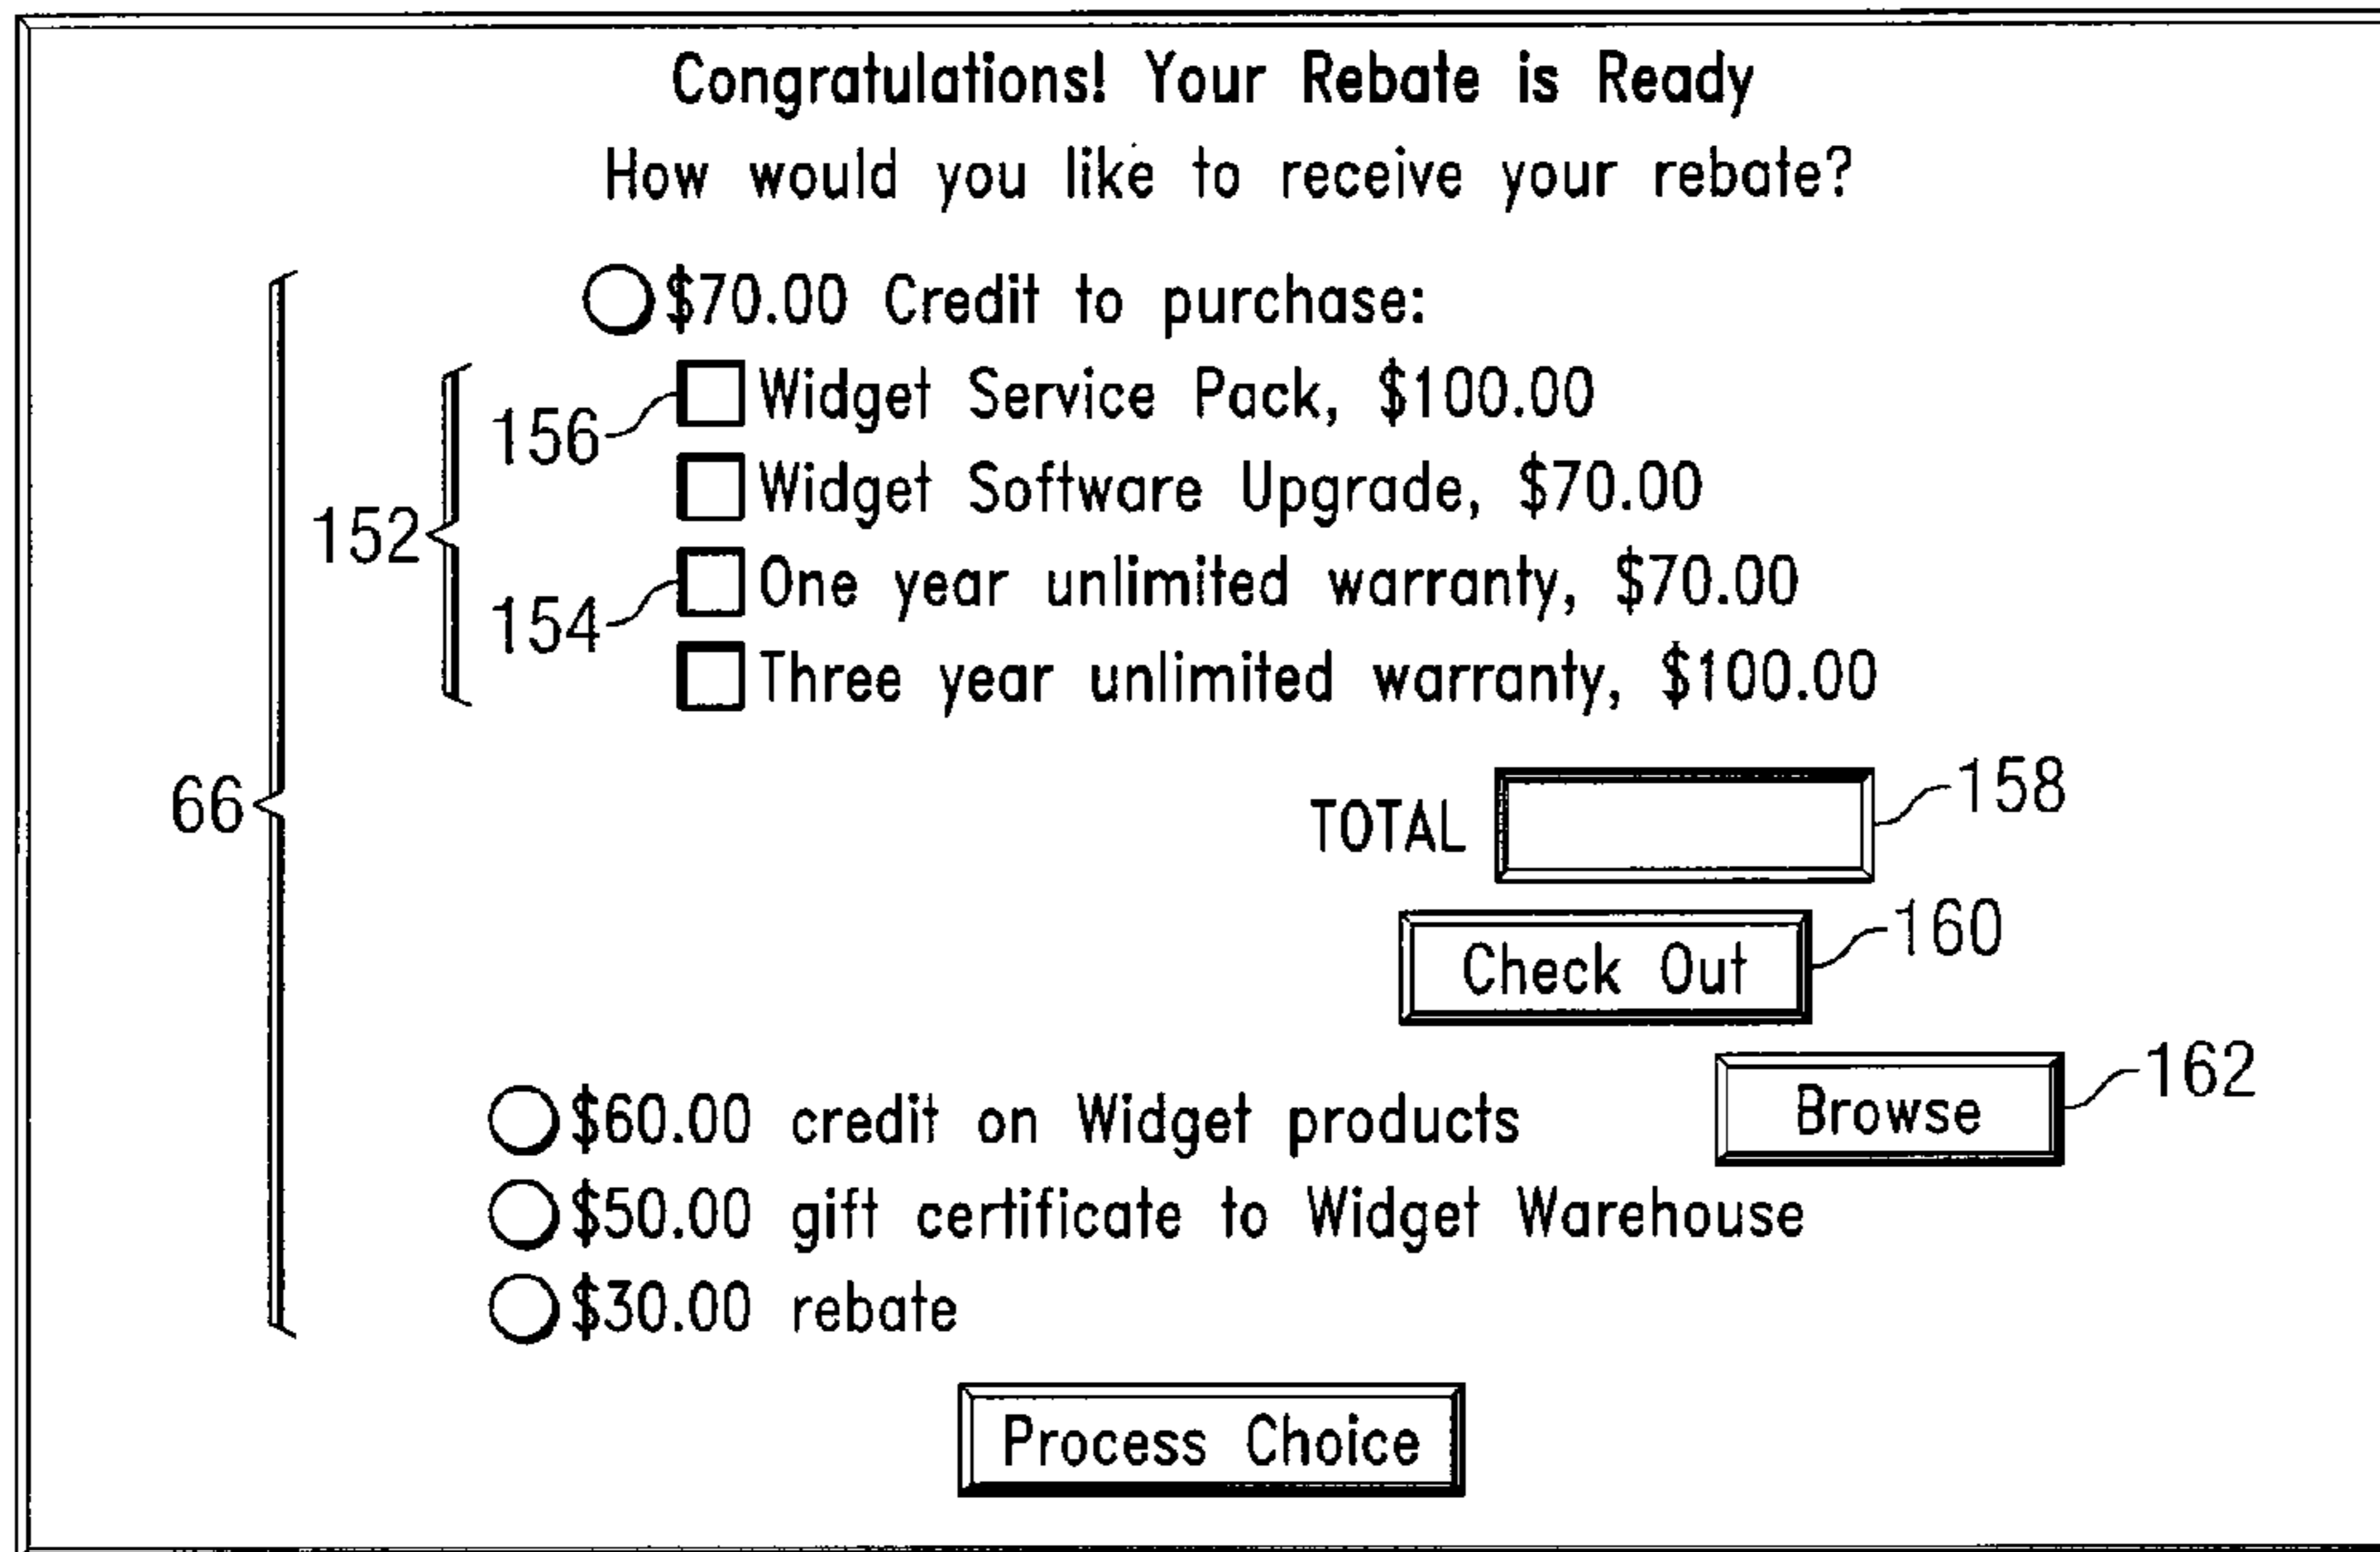 Congratulations! Your Rebate is Ready
How would you like to receive your rebate?
$70.00 Credit to purchase:
156 Widget Service Pack, $100.00
Widget Software Upgrade, $70.00
152
154 One year unlimited warranty, $70.00
Three year unlimited warranty, $100.00
66
TOTAL 158
Check Out 160
Browse 162
$60.00 credit on Widget products
$50.00 gift certificate to Widget Warehouse
$30.00 rebate
Process Choice